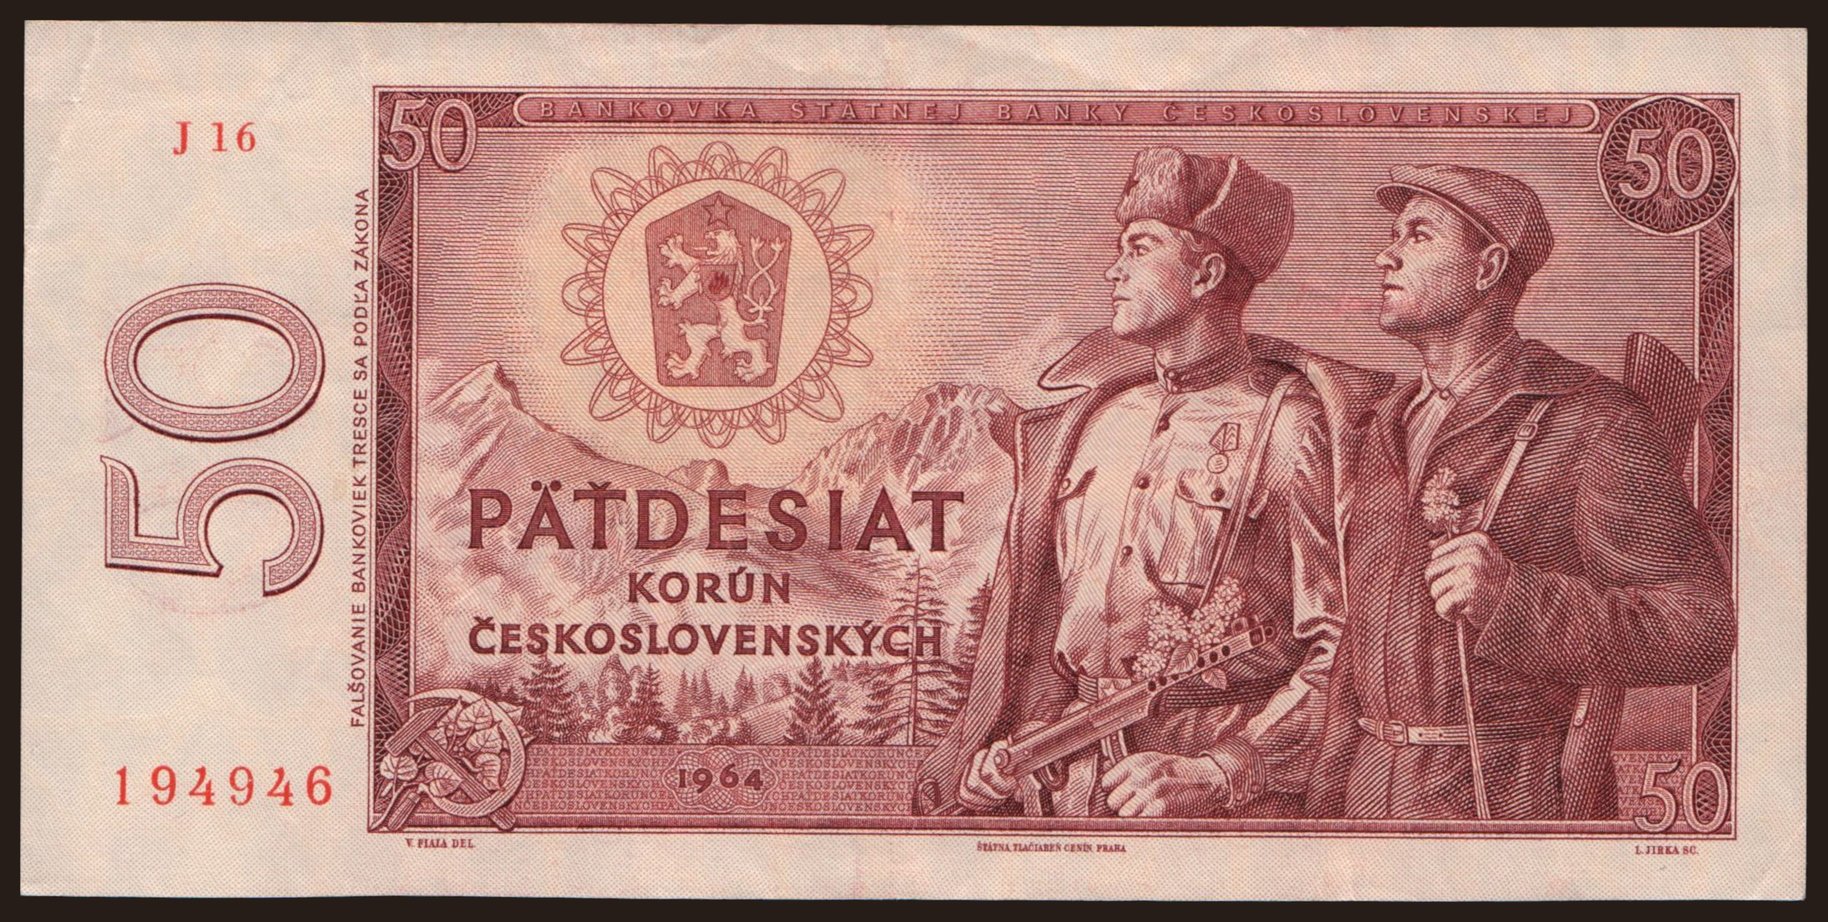 J 16
50
BANKOVKA ŠTÁTNEJ BANKY ČESKOSLOVENSKEJ
50
50
FALŠOVANIE BANKOVIEK TRESCE SA PODĽA ZÁKONA
PÄŤDESIAT
KORÚN
ČESKOSLOVENSKÝCH
194946
1964
50
V. FIALA DEL.
ŠTÁTNA TLAČIAREŇ CENÍN PRAHA
L. JIRKA SC.